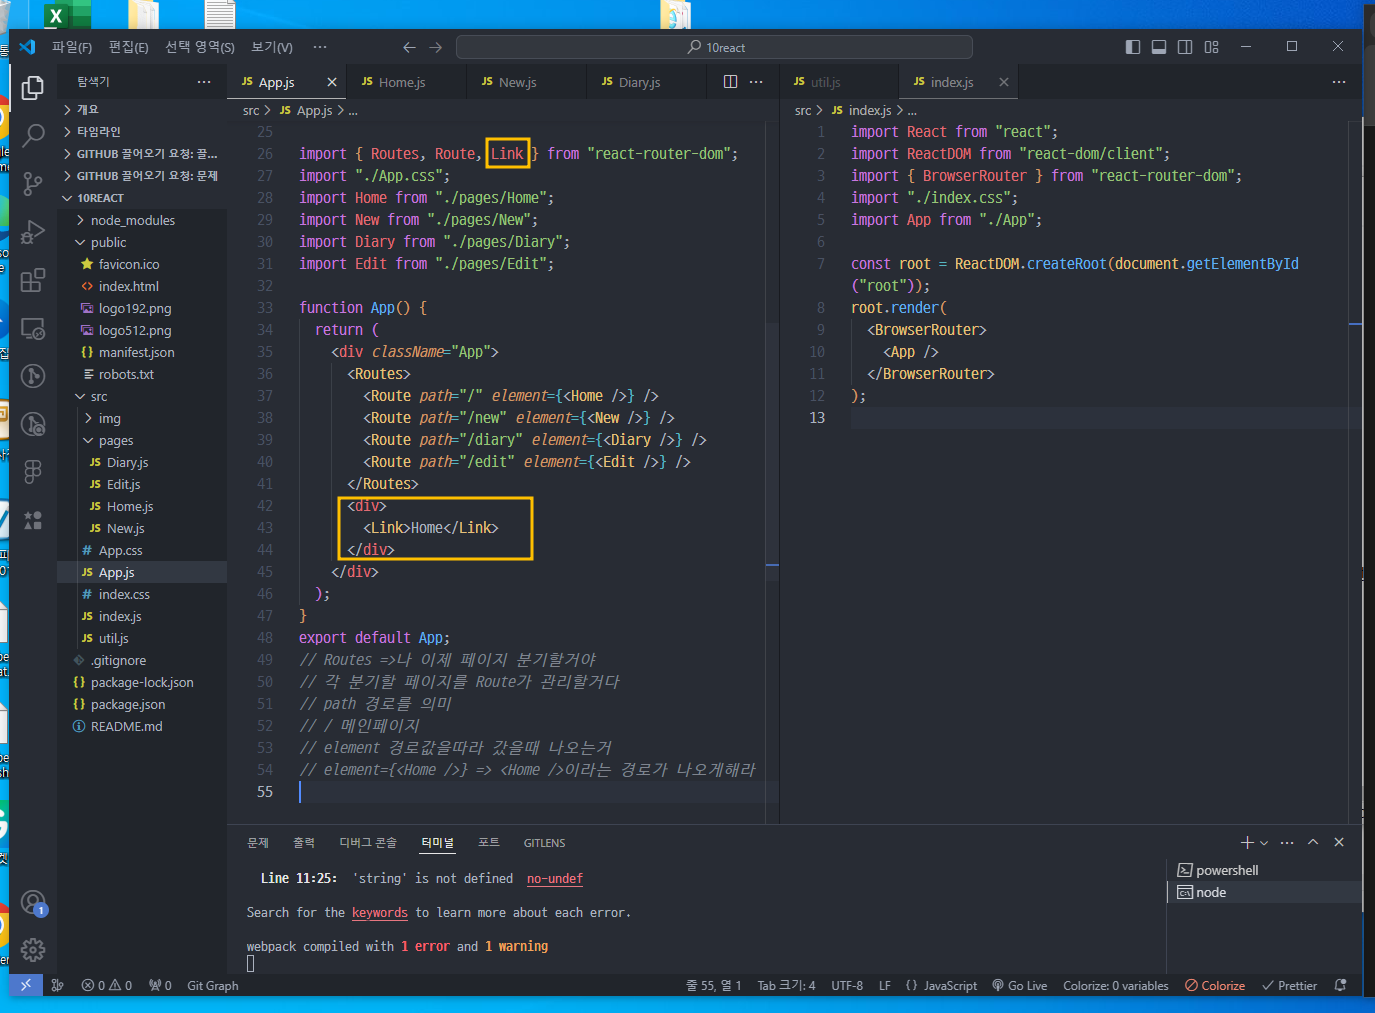 파일(F) 편집(E) 선택 영역(S) 보기(V) ··· 10react
탐색기 ···
개요
타임라인
GITHUB 끌어오기 요청: 끌...
GITHUB 끌어오기 요청: 문제
10REACT
node_modules
public
favicon.ico
index.html
logo192.png
logo512.png
manifest.json
robots.txt
src
img
pages
Diary.js
Edit.js
Home.js
New.js
App.css
App.js
index.css
index.js
util.js
.gitignore
package-lock.json
package.json
README.md
JS App.js JS Home.js JS New.js JS Diary.js
src > JS App.js > ...
25
26 import { Routes, Route, Link } from "react-router-dom";
27 import "./App.css";
28 import Home from "./pages/Home";
29 import New from "./pages/New";
30 import Diary from "./pages/Diary";
31 import Edit from "./pages/Edit";
32
33 function App() {
34 return (
35 <div className="App">
36 <Routes>
37 <Route path="/" element={<Home />} />
38 <Route path="/new" element={<New />} />
39 <Route path="/diary" element={<Diary />} />
40 <Route path="/edit" element={<Edit />} />
41 </Routes>
42 <div>
43 <Link>Home</Link>
44 </div>
45 </div>
46 );
47 }
48 export default App;
49 // Routes =>나 이제 페이지 분기할거야
50 // 각 분기할 페이지를 Route가 관리할거다
51 // path 경로를 의미
52 // / 메인페이지
53 // element 경로값을따라 갔을때 나오는거
54 // element={<Home />} => <Home />이라는 경로가 나오게해라
55
JS util.js JS index.js
src > JS index.js > ...
1 import React from "react";
2 import ReactDOM from "react-dom/client";
3 import { BrowserRouter } from "react-router-dom";
4 import "./index.css";
5 import App from "./App";
6
7 const root = ReactDOM.createRoot(document.getElementById
("root"));
8 root.render(
9 <BrowserRouter>
10 <App />
11 </BrowserRouter>
12 );
13
문제 출력 디버그 콘솔 터미널 포트 GITLENS
Line 11:25: 'string' is not defined no-undef
Search for the keywords to learn more about each error.
webpack compiled with 1 error and 1 warning
powershell
node
0 0 0 Git Graph 줄 55, 열 1 Tab 크기: 4 UTF-8 LF {} JavaScript Go Live Colorize: 0 variables Colorize Prettier